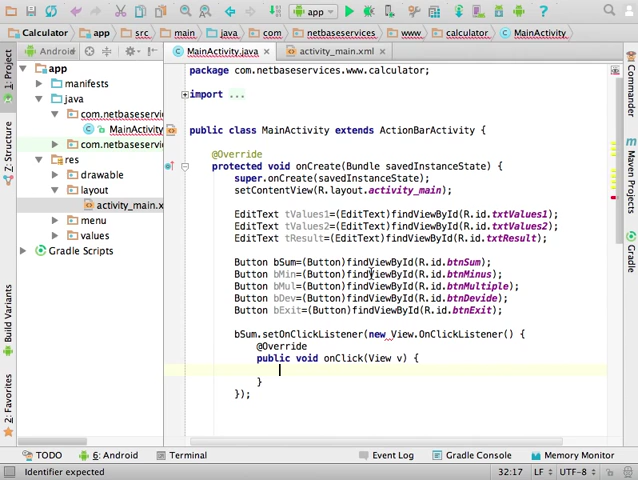 app
Calculator app src main java com netbaseservices www calculator MainActivity
Android MainActivity.java activity_main.xml
1: Project
7: Structure
Build Variants
2: Favorites
app
manifests
java
com.netbaseservi
MainActivity
com.netbaseservi
res
drawable
layout
activity_main.x
menu
values
Gradle Scripts
package com.netbaseservices.www.calculator;
import ...
public class MainActivity extends ActionBarActivity {
@Override
protected void onCreate(Bundle savedInstanceState) {
super.onCreate(savedInstanceState);
setContentView(R.layout.activity_main);
EditText tValues1=(EditText)findViewById(R.id.txtValues1);
EditText tValues2=(EditText)findViewById(R.id.txtValues2);
EditText tResult=(EditText)findViewById(R.id.txtResult);
Button bSum=(Button)findViewById(R.id.btnSum);
Button bMin=(Button)findViewById(R.id.btnMinus);
Button bMul=(Button)findViewById(R.id.btnMultiple);
Button bDev=(Button)findViewById(R.id.btnDevide);
Button bExit=(Button)findViewById(R.id.btnExit);
bSum.setOnClickListener(new View.OnClickListener() {
@Override
public void onClick(View v) {
}
});
Commander
Maven Projects
Gradle
TODO 6: Android Terminal Event Log Gradle Console Memory Monitor
Identifier expected 32:17 LF UTF-8